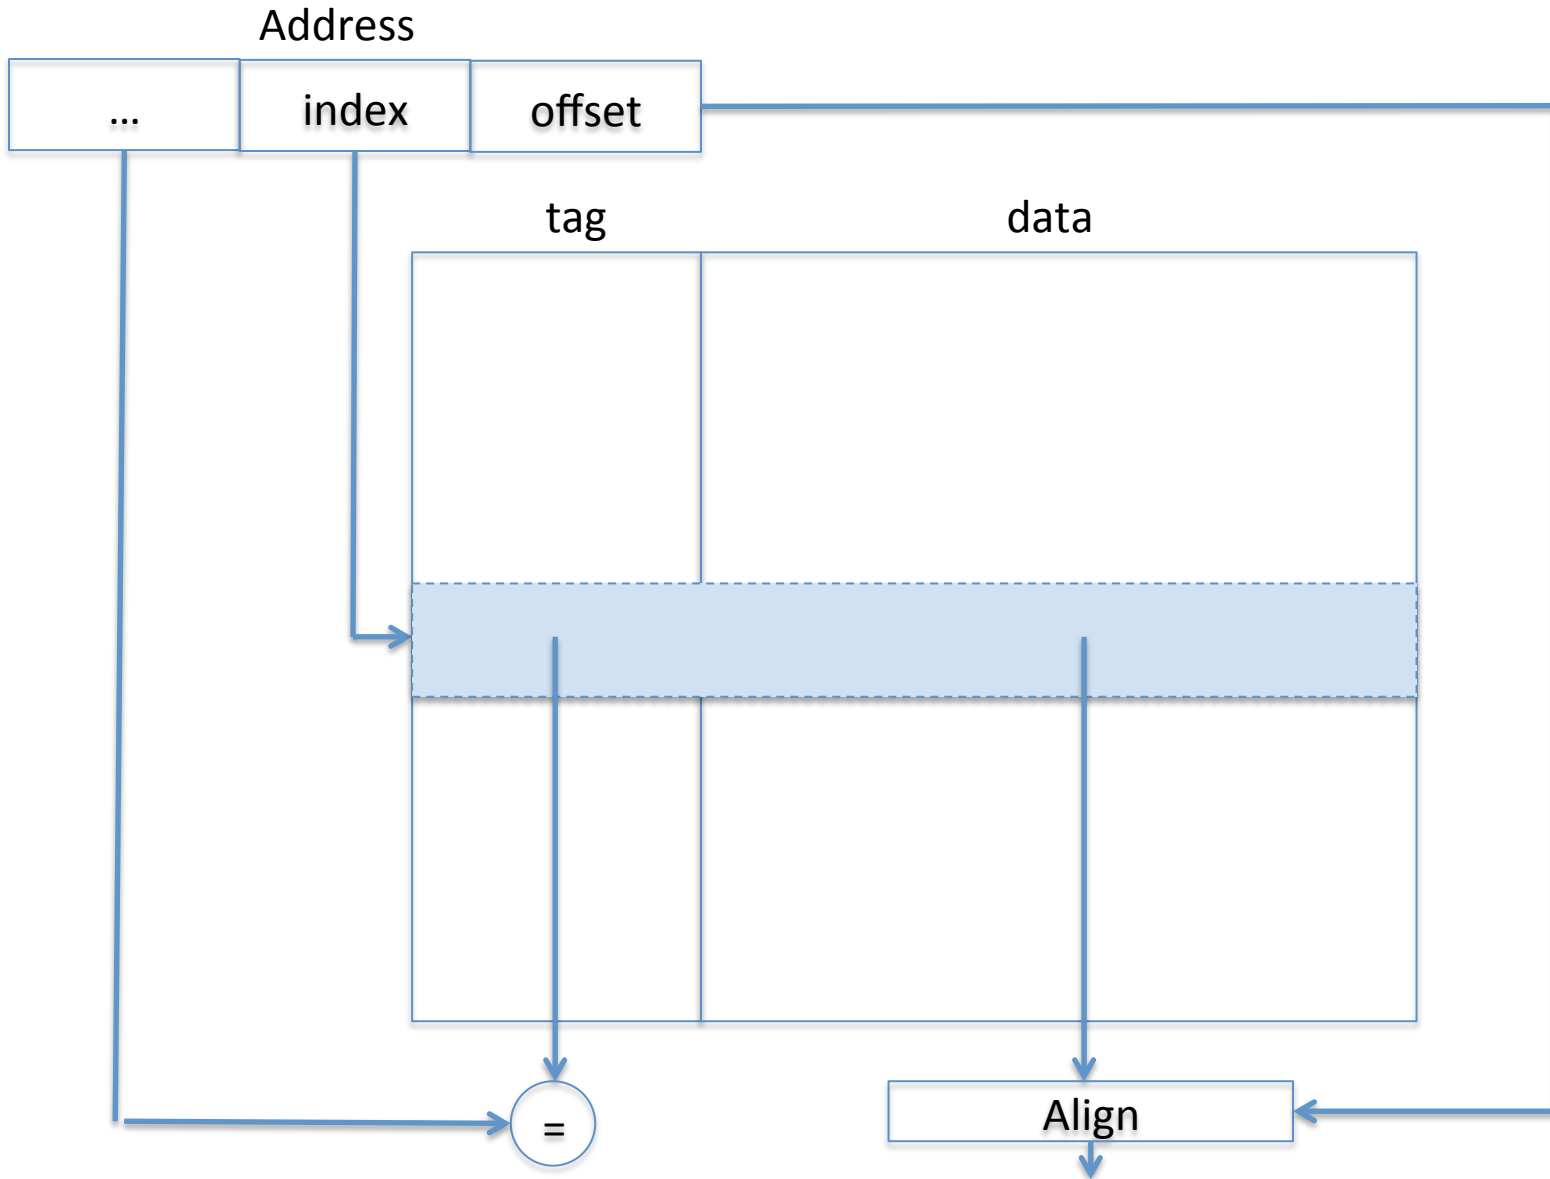 Address
... index offset
tag data
=
Align